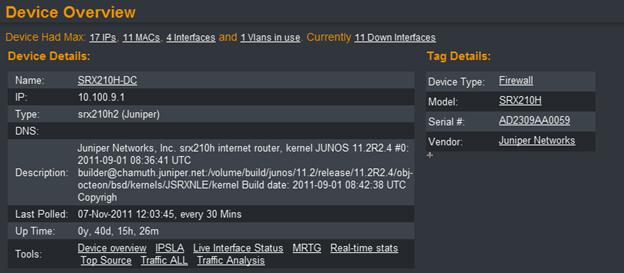 Device Overview
Device Had Max: 17 IPs, 11 MACs, 4 Interfaces and 1 Vlans in use. Currently 11 Down Interfaces
Device Details:
Name: SRX210H-DC
IP: 10.100.9.1
Type: srx210h2 (Juniper)
DNS:
Description: Juniper Networks, Inc. srx210h internet router, kernel JUNOS 11.2R2.4 #0:
2011-09-01 08:36:41 UTC
builder@chamuth.juniper.net:/volume/build/junos/11.2/release/11.2R2.4/obj-
octeon/bsd/kernels/JSRXNLE/kernel Build date: 2011-09-01 08:42:38 UTC
Copyrigh
Last Polled: 07-Nov-2011 12:03:45, every 30 Mins
Up Time: 0y, 40d, 15h, 26m
Tools: Device overview IPSLA Live Interface Status MRTG Real-time stats
Top Source Traffic ALL Traffic Analysis
Tag Details:
Device Type: Firewall
Model: SRX210H
Serial #: AD2309AA0059
Vendor: Juniper Networks
+